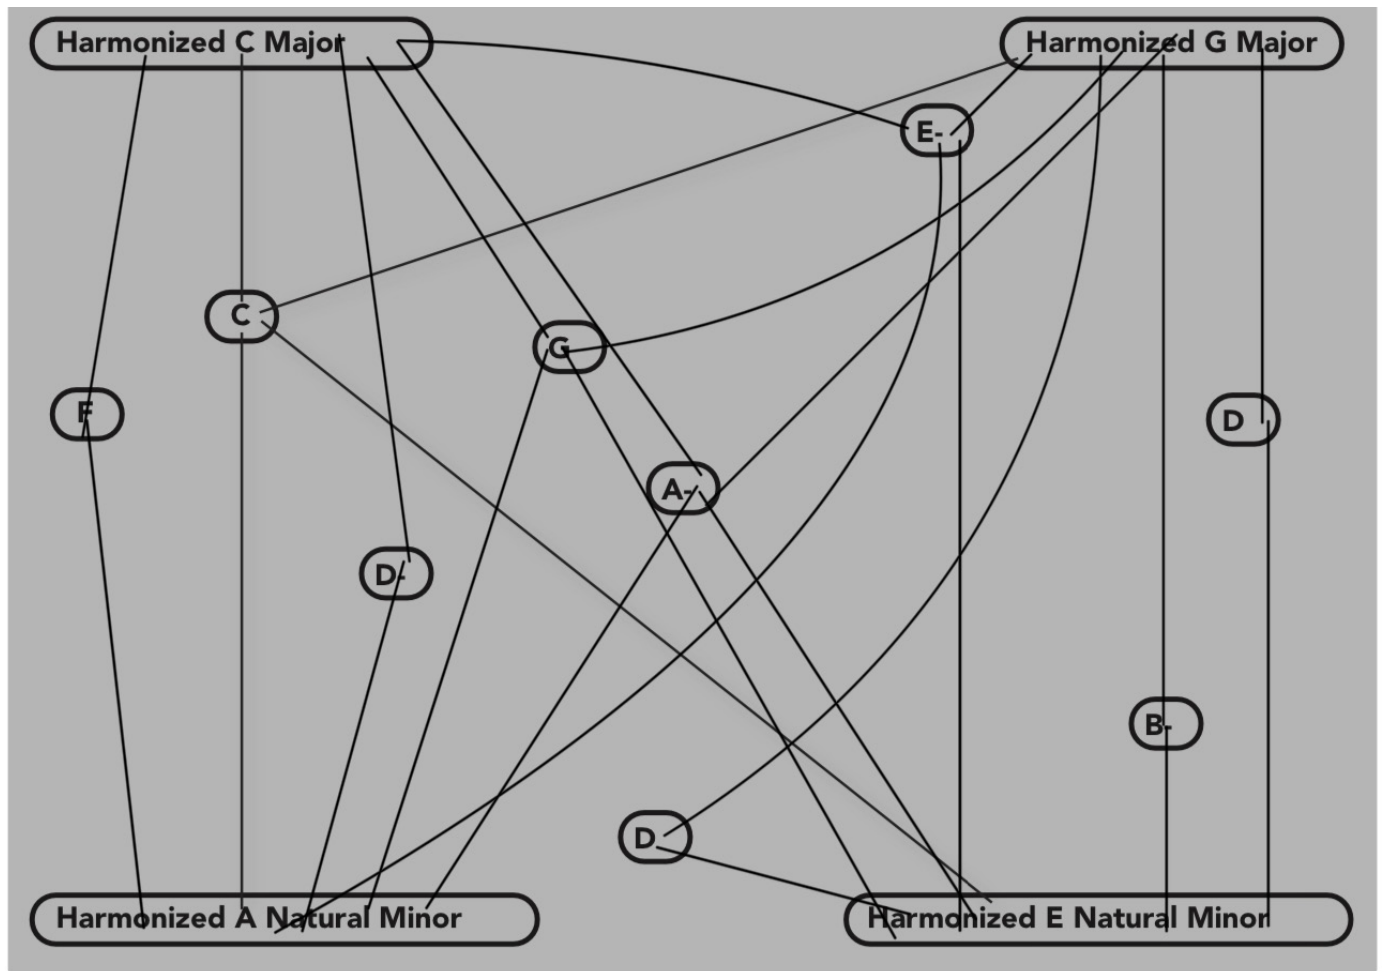 Harmonized C Major
Harmonized G Major
E-
C
G
F
D
A-
D-
B-
D
Harmonized A Natural Minor
Harmonized E Natural Minor